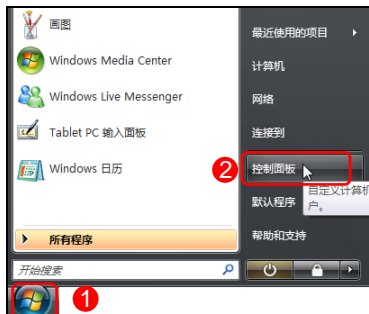 画图
Windows Media Center
Windows Live Messenger
Tablet PC 输入面板
Windows 日历
所有程序
开始搜索
最近使用的项目
计算机
网络
连接到
2
控制面板
自定义计算机
户。
默认程序
帮助和支持
1